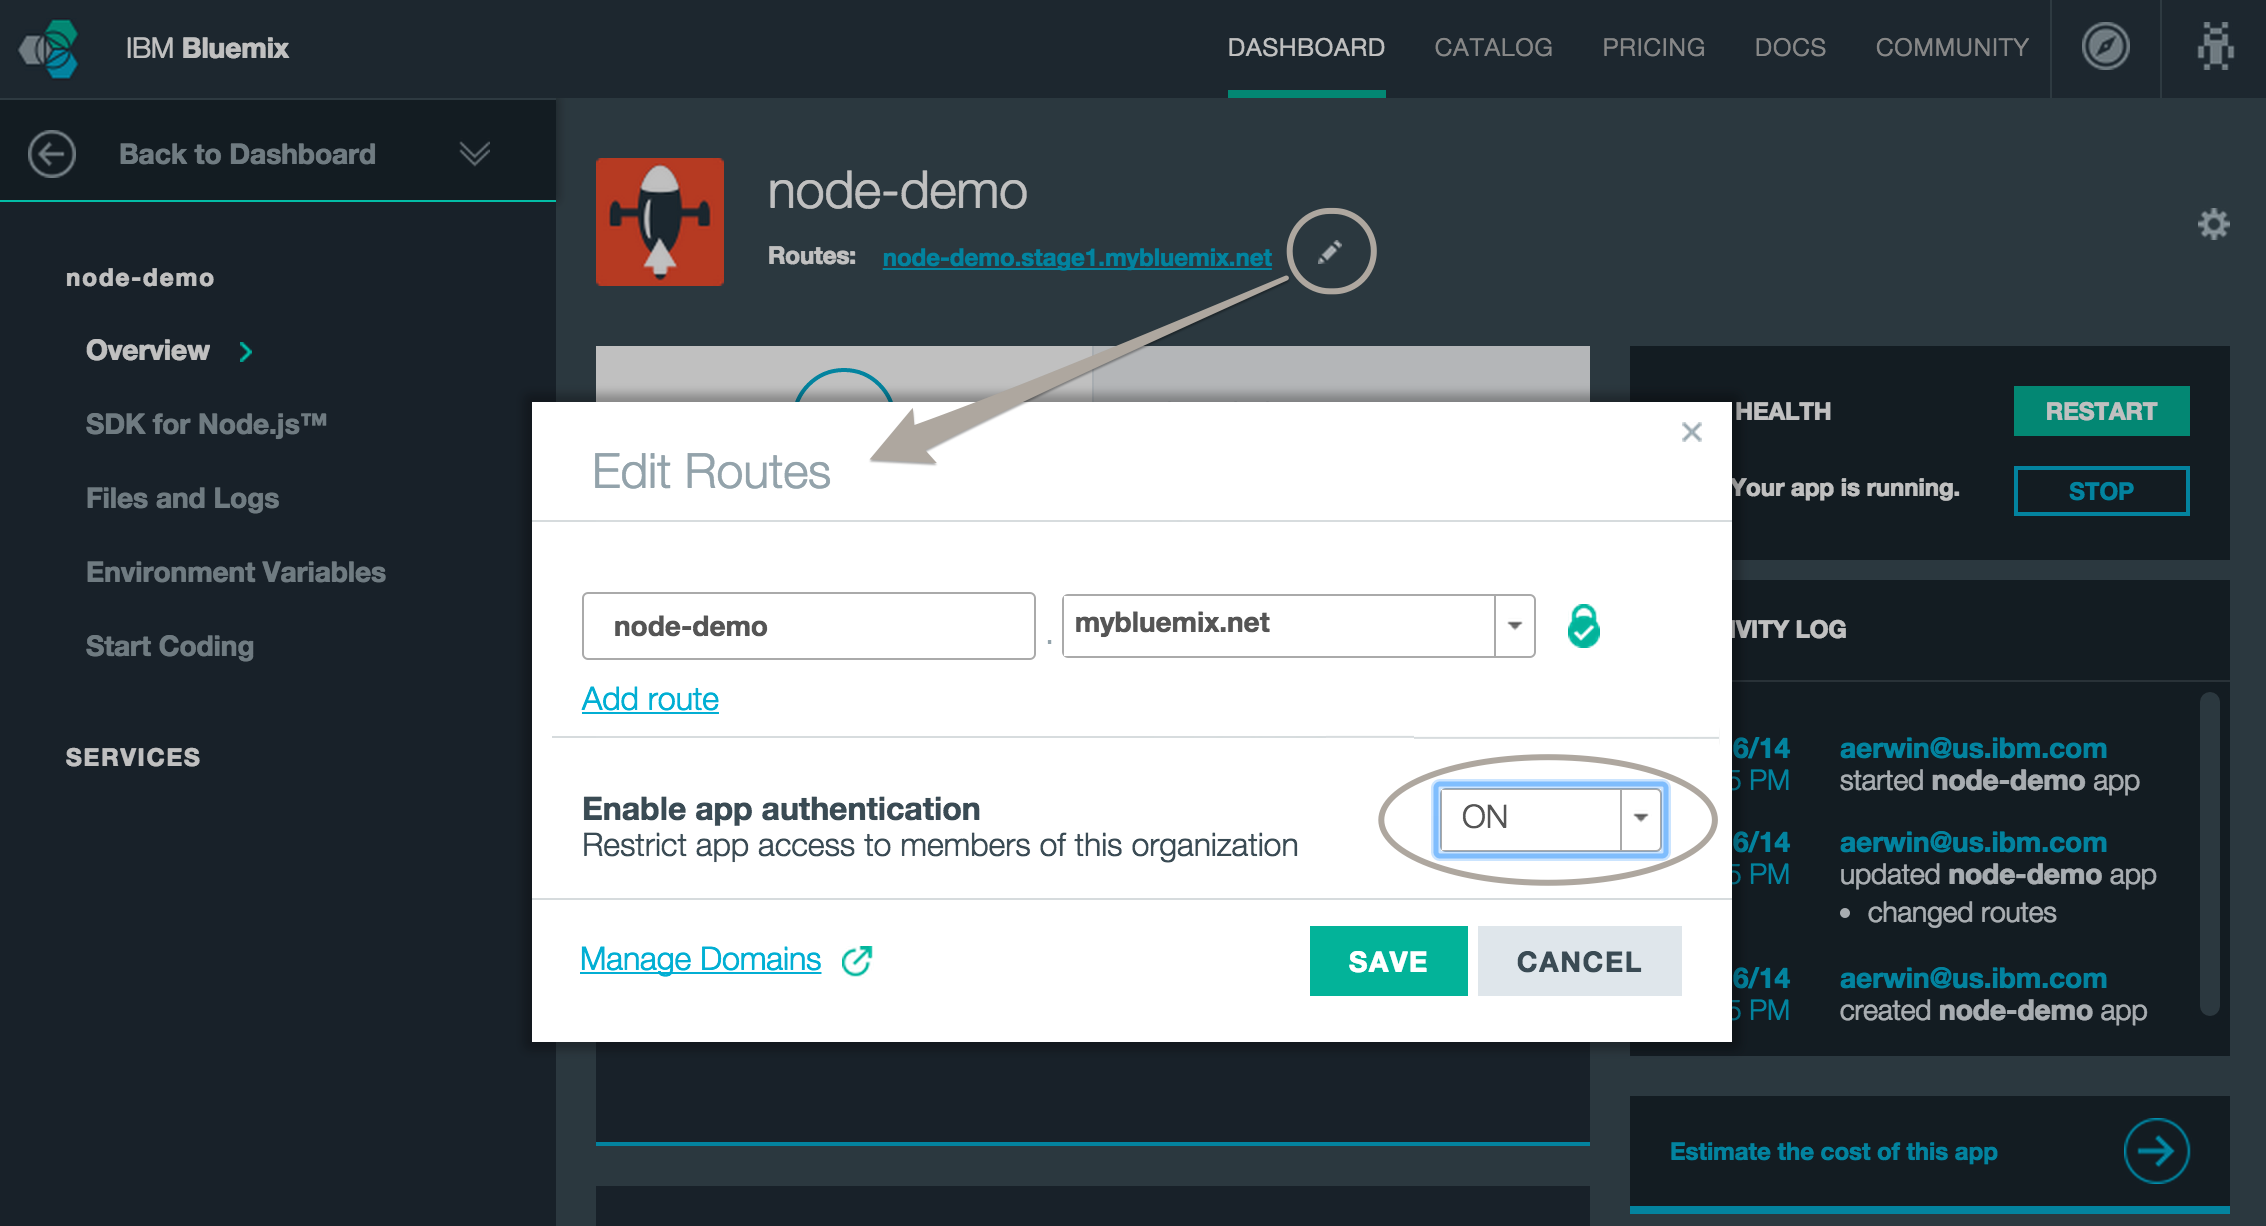 IBM Bluemix
DASHBOARD
CATALOG
PRICING
DOCS
COMMUNITY
Back to Dashboard
node-demo
Overview
SDK for Node.js™
Files and Logs
Environment Variables
Start Coding
SERVICES
node-demo
Routes: node-demo.stage1.mybluemix.net
HEALTH
RESTART
Your app is running.
STOP
Edit Routes
node-demo . mybluemix.net
Add route
Enable app authentication
Restrict app access to members of this organization
ON
Manage Domains
SAVE
CANCEL
VITY LOG
6/14 aerwin@us.ibm.com
5 PM started node-demo app
6/14 aerwin@us.ibm.com
5 PM updated node-demo app
• changed routes
6/14 aerwin@us.ibm.com
5 PM created node-demo app
Estimate the cost of this app